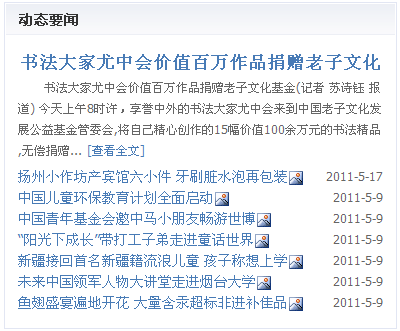 动态要闻
书法大家尤中会价值百万作品捐赠老子文化
书法大家尤中会价值百万作品捐赠老子文化基金(记者 苏诗钰 报
道) 今天上午8时许，享誉中外的书法大家尤中会来到中国老子文化发
展公益基金管委会,将自己精心创作的15幅价值100余万元的书法精品
,无偿捐赠... [查看全文]
扬州小作坊产宾馆六小件 牙刷脏水泡再包装 2011-5-17
中国儿童环保教育计划全面启动 2011-5-9
中国青年基金会邀中马小朋友畅游世博 2011-5-9
“阳光下成长”带打工子弟走进童话世界 2011-5-9
新疆接回首名新疆籍流浪儿童 孩子称想上学 2011-5-9
未来中国领军人物大讲堂走进烟台大学 2011-5-9
鱼翅盛宴遍地开花 大量含汞超标非进补佳品 2011-5-9